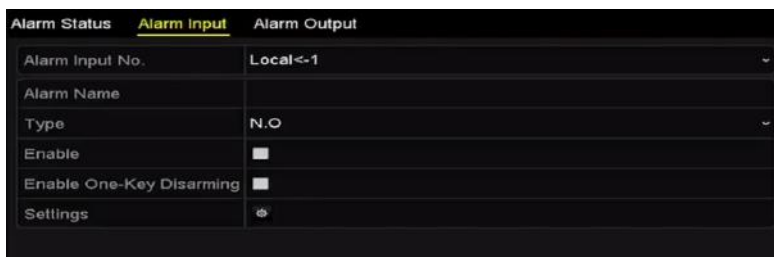 Alarm Status Alarm Input Alarm Output
Alarm Input No. Local<-1
Alarm Name
Type N.O
Enable
Enable One-Key Disarming
Settings